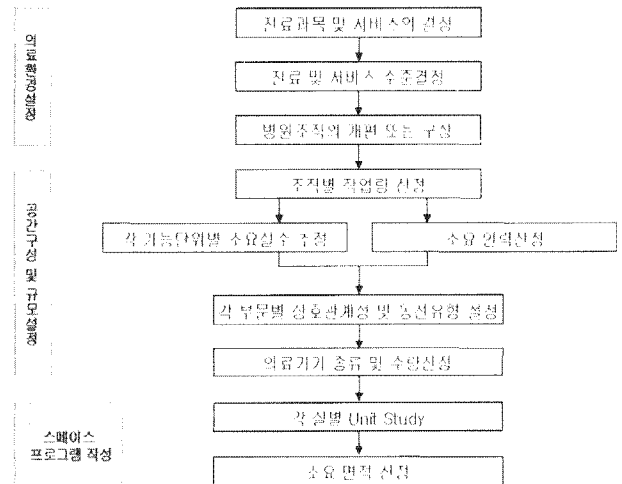 의료환경설정
진료과목 및 서비스의 결정
진료 및 서비스 수준결정
병원조직의 개편 또는 구성
공간구성 및 규모설정
조직별 작업량 산정
각 기능단위별 소요실수 추정
소요 인력산정
각 부문별 상호관계성 및 동선유형 설정
의료기기 종류 및 수량산정
스페이스
프로그램 작성
각 실별 Unit Study
소요 면적 산정